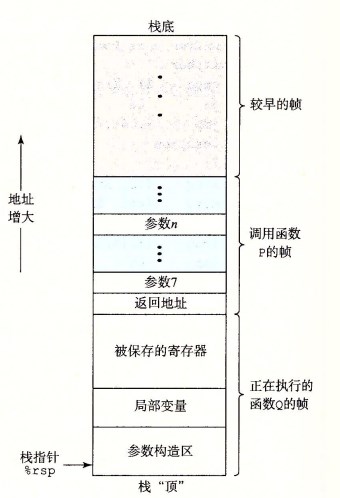 栈底
较早的帧
地址
增大
参数n
调用函数
P的帧
参数7
返回地址
被保存的寄存器
正在执行的
函数Q的帧
局部变量
参数构造区
栈指针
%rsp
栈“顶”